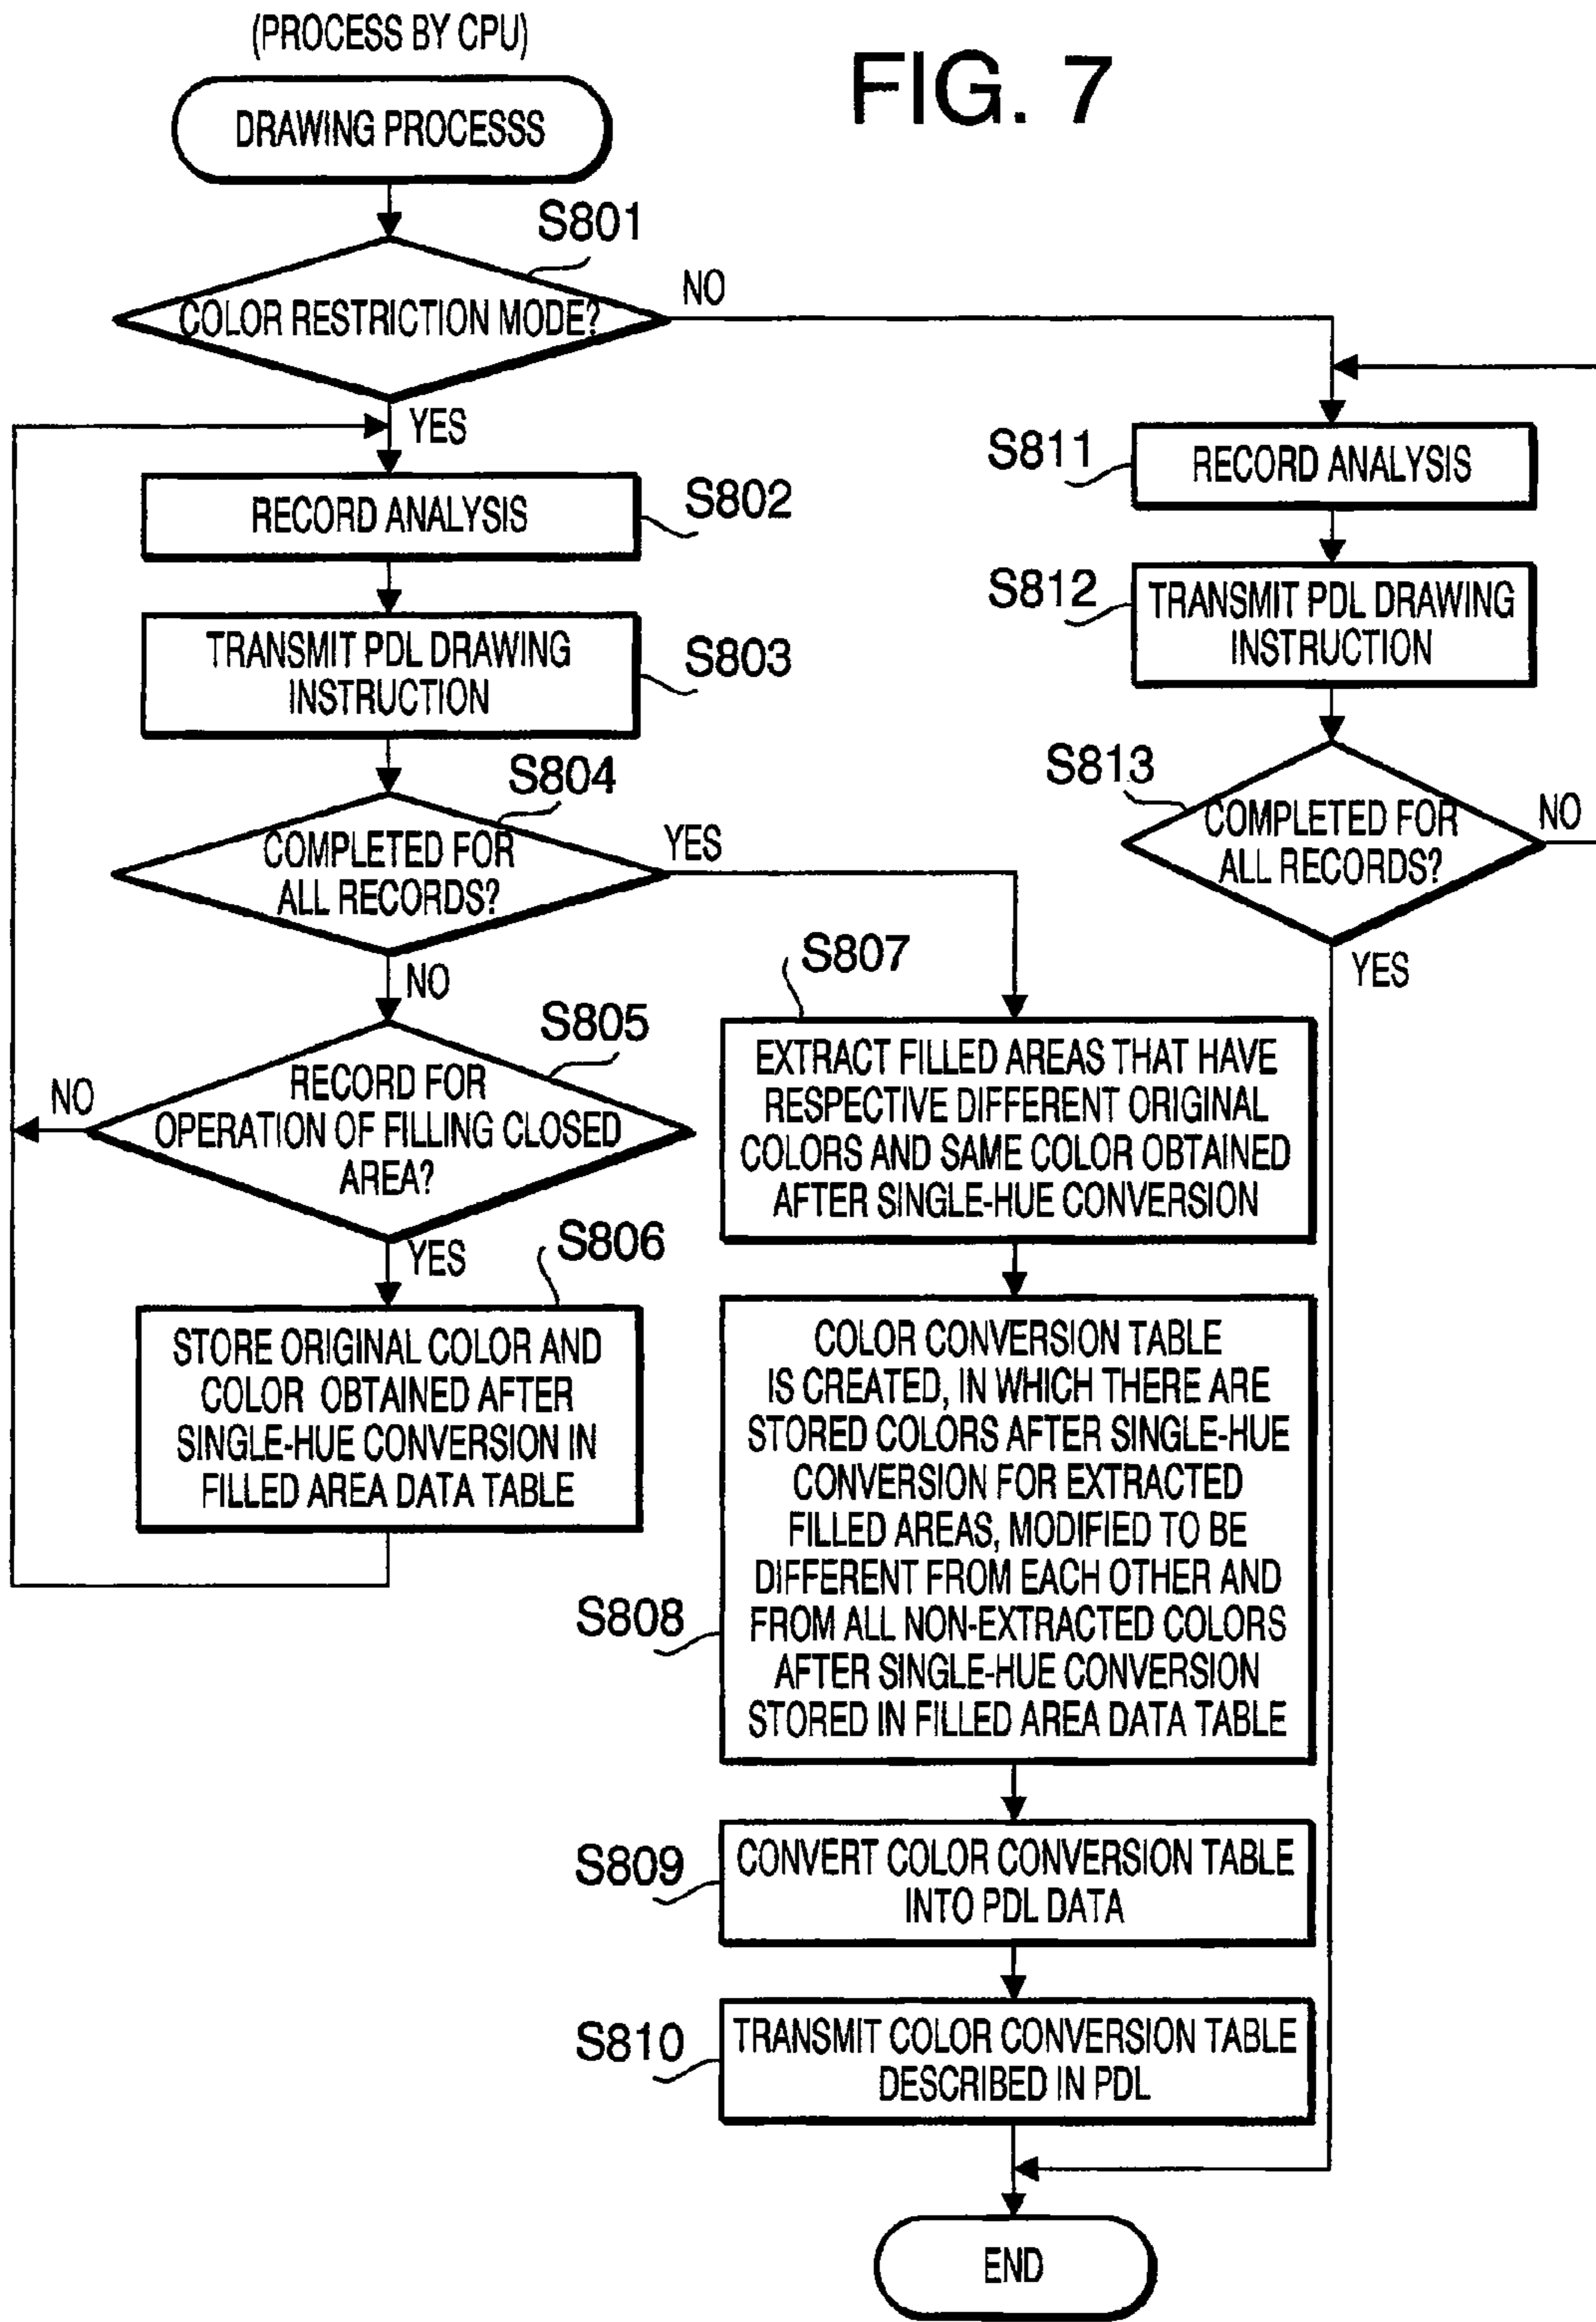 (PROCESS BY CPU)
FIG. 7
DRAWING PROCESSS
S801
COLOR RESTRICTION MODE?
NO
YES
RECORD ANALYSIS
S802
TRANSMIT PDL DRAWING
INSTRUCTION
S803
S804
COMPLETED FOR
ALL RECORDS?
YES
NO
S805
RECORD FOR
OPERATION OF FILLING CLOSED
AREA?
NO
YES
S806
STORE ORIGINAL COLOR AND
COLOR OBTAINED AFTER
SINGLE-HUE CONVERSION IN
FILLED AREA DATA TABLE
S807
EXTRACT FILLED AREAS THAT HAVE
RESPECTIVE DIFFERENT ORIGINAL
COLORS AND SAME COLOR OBTAINED
AFTER SINGLE-HUE CONVERSION
S808
COLOR CONVERSION TABLE
IS CREATED, IN WHICH THERE ARE
STORED COLORS AFTER SINGLE-HUE
CONVERSION FOR EXTRACTED
FILLED AREAS, MODIFIED TO BE
DIFFERENT FROM EACH OTHER AND
FROM ALL NON-EXTRACTED COLORS
AFTER SINGLE-HUE CONVERSION
STORED IN FILLED AREA DATA TABLE
S809
CONVERT COLOR CONVERSION TABLE
INTO PDL DATA
S810
TRANSMIT COLOR CONVERSION TABLE
DESCRIBED IN PDL
S811
RECORD ANALYSIS
S812
TRANSMIT PDL DRAWING
INSTRUCTION
S813
COMPLETED FOR
ALL RECORDS?
NO
YES
END